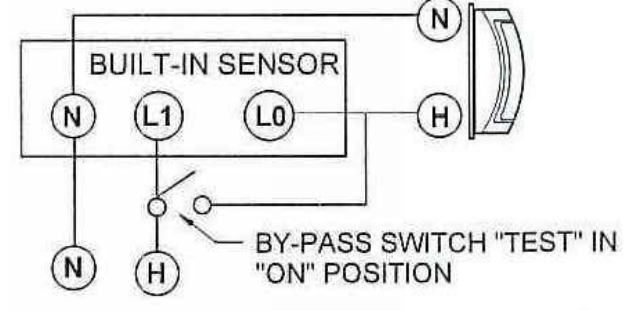 N
BUILT-IN SENSOR
N L1 L0 H
BY-PASS SWITCH "TEST" IN
"ON" POSITION
N H